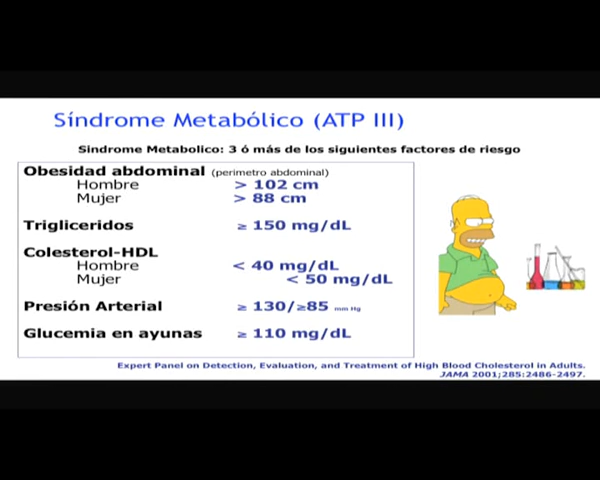 Síndrome Metabólico (ATP III)
Sindrome Metabolico: 3 ó más de los siguientes factores de riesgo
Obesidad abdominal (perimetro abdominal)
Hombre > 102 cm
Mujer > 88 cm
Trigliceridos ≥ 150 mg/dL
Colesterol-HDL
Hombre < 40 mg/dL
Mujer < 50 mg/dL
Presión Arterial ≥ 130/≥85 mm Hg
Glucemia en ayunas ≥ 110 mg/dL
Expert Panel on Detection, Evaluation, and Treatment of High Blood Cholesterol in Adults.
JAMA 2001;285:2486-2497.